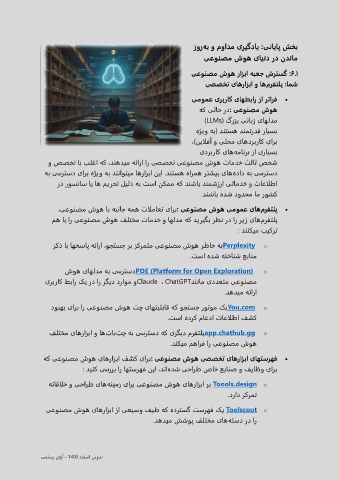 بخش پایانی: یادگیری مداوم و به‌روز
ماندن در دنیای هوش مصنوعی
۶.۱: گسترش جعبه ابزار هوش مصنوعی
شما: پلتفرم‌ها و ابزارهای تخصصی
• فراتر از رابطهای کاربری عمومی
هوش مصنوعی: در حالی که
مدلهای زبانی بزرگ (LLMs)
بسیار قدرتمند هستند (به ویژه
برای کاربردهای محلی و آفلاین)،
بسیاری از برنامه‌های کاربردی
شخص ثالث خدمات هوش مصنوعی تخصصی را ارائه میدهند، که اغلب با تخصص و
دسترسی به داده‌های بیشتر همراه هستند. این ابزارها میتوانند به ویژه برای دسترسی به
اطلاعات و خدماتی ارزشمند باشند که ممکن است به دلیل تحریم ها یا سانسور در
کشور ما محدود شده باشند.
• پلتفرم‌های عمومی هوش مصنوعی: برای تعاملات همه جانبه با هوش مصنوعی،
پلتفرم‌های زیر را در نظر بگیرید که مدلها و خدمات مختلف هوش مصنوعی را با هم
ترکیب میکنند :
o Perplexity به خاطر هوش مصنوعی متمرکز بر جستجو، ارائه پاسخها با ذکر
منابع شناخته شده است.
o POE (Platform for Open Exploration) دسترسی به مدلهای هوش
مصنوعی متعددی مانند ChatGPT ، Claude و موارد دیگر را در یک رابط کاربری
ارائه میدهد.
o You.com یک موتور جستجو که قابلیتهای چت هوش مصنوعی را برای بهبود
کشف اطلاعات ادغام کرده است.
o app.chathub.gg پلتفرم دیگری که دسترسی به چت‌بات‌ها و ابزارهای مختلف
هوش مصنوعی را فراهم میکند.
• فهرستهای ابزارهای تخصصی هوش مصنوعی: برای کشف ابزارهای هوش مصنوعی که
برای وظایف و صنایع خاص طراحی شده‌اند، این فهرستها را بررسی کنید :
o Toools.design بر ابزارهای هوش مصنوعی برای زمینه‌های طراحی و خلاقانه
تمرکز دارد.
o Toolscout یک فهرست گسترده که طیف وسیعی از ابزارهای هوش مصنوعی
را در دسته‌های مختلف پوشش میدهد.
تدوین اسفند 1403 –